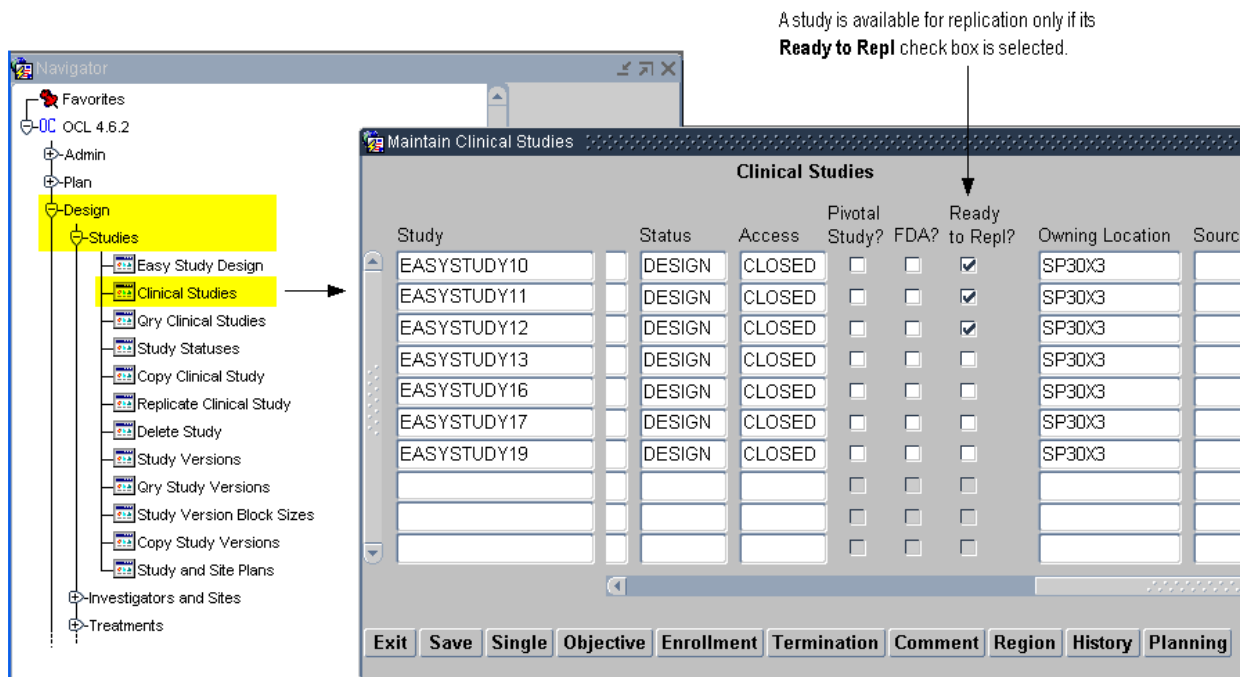 A study is available for replication only if its
Ready to Repl check box is selected.
Navigator
Favorites
OC OCL 4.6.2
Admin
Plan
Design
Studies
Easy Study Design
Clinical Studies
Qry Clinical Studies
Study Statuses
Copy Clinical Study
Replicate Clinical Study
Delete Study
Study Versions
Qry Study Versions
Study Version Block Sizes
Copy Study Versions
Study and Site Plans
Investigators and Sites
Treatments
Maintain Clinical Studies
Clinical Studies
Pivotal Ready
Study Status Access Study? FDA? to Repl? Owning Location Sourc
EASYSTUDY10 DESIGN CLOSED SP30X3
EASYSTUDY11 DESIGN CLOSED SP30X3
EASYSTUDY12 DESIGN CLOSED SP30X3
EASYSTUDY13 DESIGN CLOSED SP30X3
EASYSTUDY16 DESIGN CLOSED SP30X3
EASYSTUDY17 DESIGN CLOSED SP30X3
EASYSTUDY19 DESIGN CLOSED SP30X3
Exit Save Single Objective Enrollment Termination Comment Region History Planning